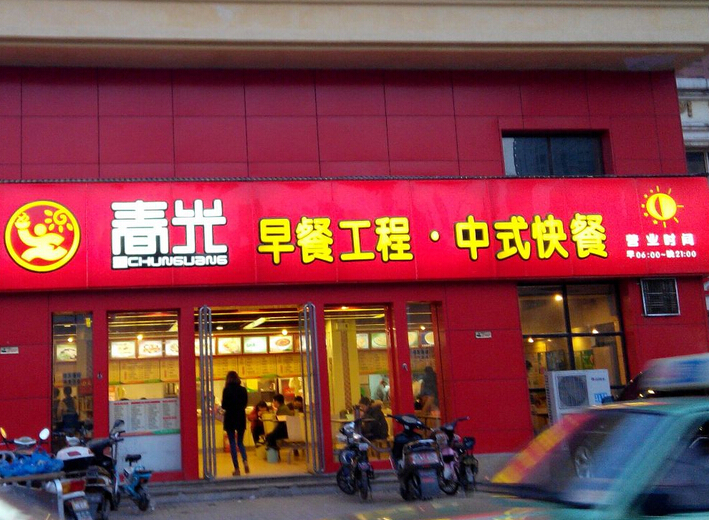 春光
CHUNGUANG
早餐工程·中式快餐
营业时间
早06:00~晚21:00